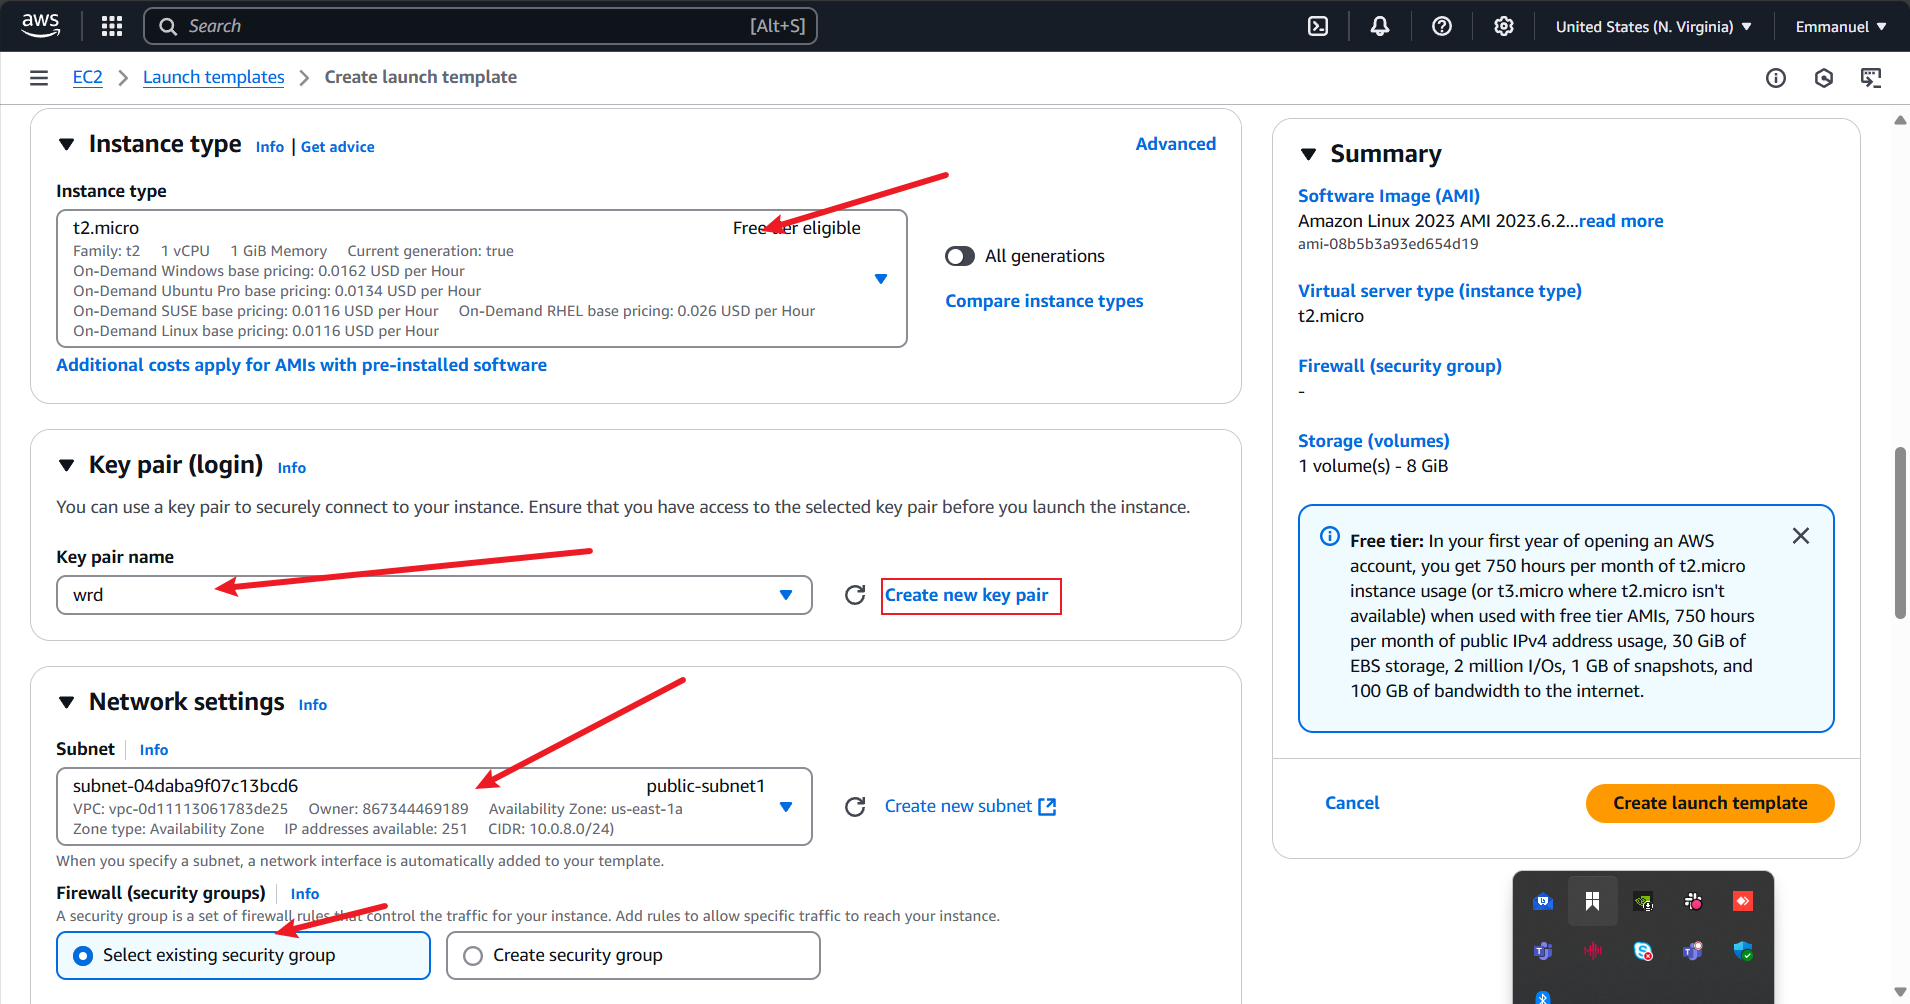 aws
Search
[Alt+S]
United States (N. Virginia)
Emmanuel
EC2
Launch templates
Create launch template
Instance type
Info
Get advice
Advanced
Instance type
t2.micro
Free tier eligible
Family: t2 1 vCPU 1 GiB Memory Current generation: true
On-Demand Windows base pricing: 0.0162 USD per Hour
On-Demand Ubuntu Pro base pricing: 0.0134 USD per Hour
On-Demand SUSE base pricing: 0.0116 USD per Hour On-Demand RHEL base pricing: 0.026 USD per Hour
On-Demand Linux base pricing: 0.0116 USD per Hour
All generations
Compare instance types
Additional costs apply for AMIs with pre-installed software
Key pair (login)
Info
You can use a key pair to securely connect to your instance. Ensure that you have access to the selected key pair before you launch the instance.
Key pair name
wrd
Create new key pair
Network settings
Info
Subnet
Info
subnet-04daba9f07c13bcd6
public-subnet1
VPC: vpc-0d11113061783de25 Owner: 867344469189 Availability Zone: us-east-1a
Zone type: Availability Zone IP addresses available: 251 CIDR: 10.0.8.0/24)
Create new subnet
When you specify a subnet, a network interface is automatically added to your template.
Firewall (security groups)
Info
A security group is a set of firewall rules that control the traffic for your instance. Add rules to allow specific traffic to reach your instance.
Select existing security group
Create security group
Summary
Software Image (AMI)
Amazon Linux 2023 AMI 2023.6.2...read more
ami-08b5b3a93ed654d19
Virtual server type (instance type)
t2.micro
Firewall (security group)
-
Storage (volumes)
1 volume(s) - 8 GiB
Free tier: In your first year of opening an AWS
account, you get 750 hours per month of t2.micro
instance usage (or t3.micro where t2.micro isn't
available) when used with free tier AMIs, 750 hours
per month of public IPv4 address usage, 30 GiB of
EBS storage, 2 million I/Os, 1 GB of snapshots, and
100 GB of bandwidth to the internet.
Cancel
Create launch template